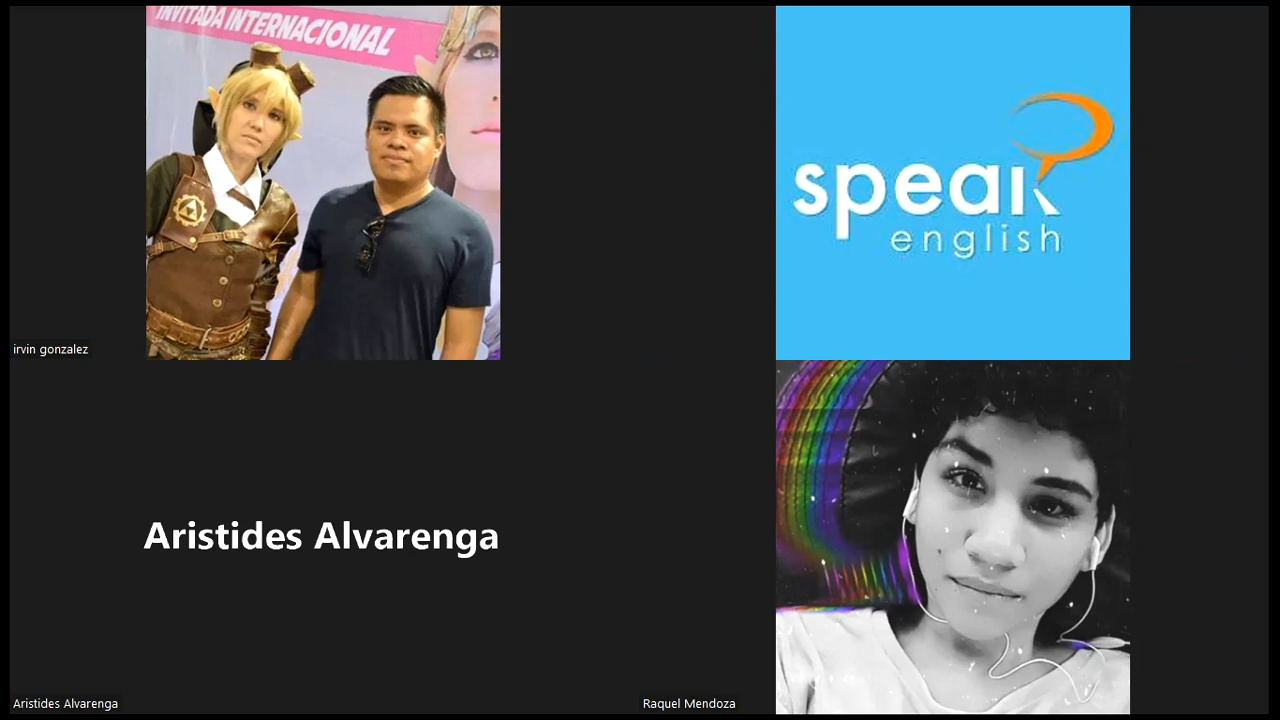 INVITADA INTERNACIONAL
speak
english
irvin gonzalez
Aristides Alvarenga
Aristides Alvarenga
Raquel Mendoza